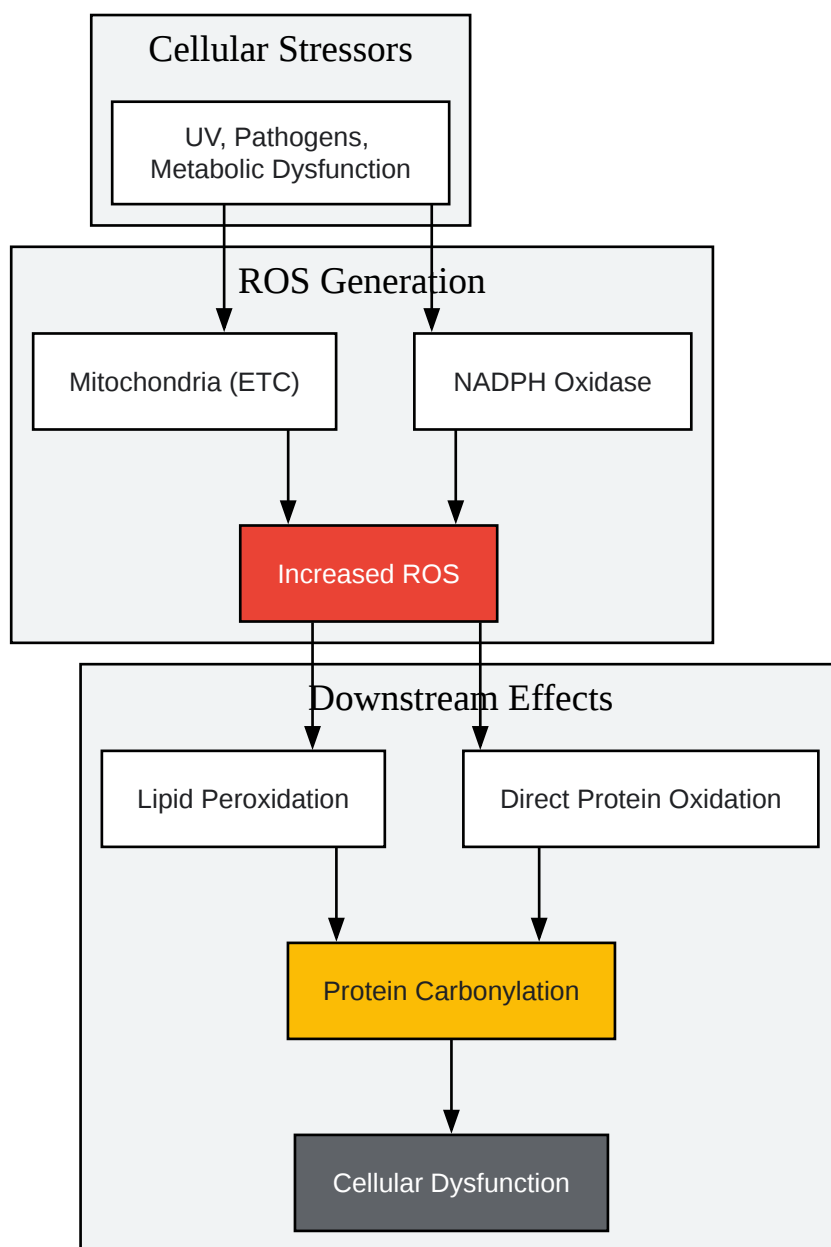 Cellular Stressors
UV, Pathogens,
Metabolic Dysfunction
ROS Generation
Mitochondria (ETC)
NADPH Oxidase
Increased ROS
Downstream Effects
Lipid Peroxidation
Direct Protein Oxidation
Protein Carbonylation
Cellular Dysfunction